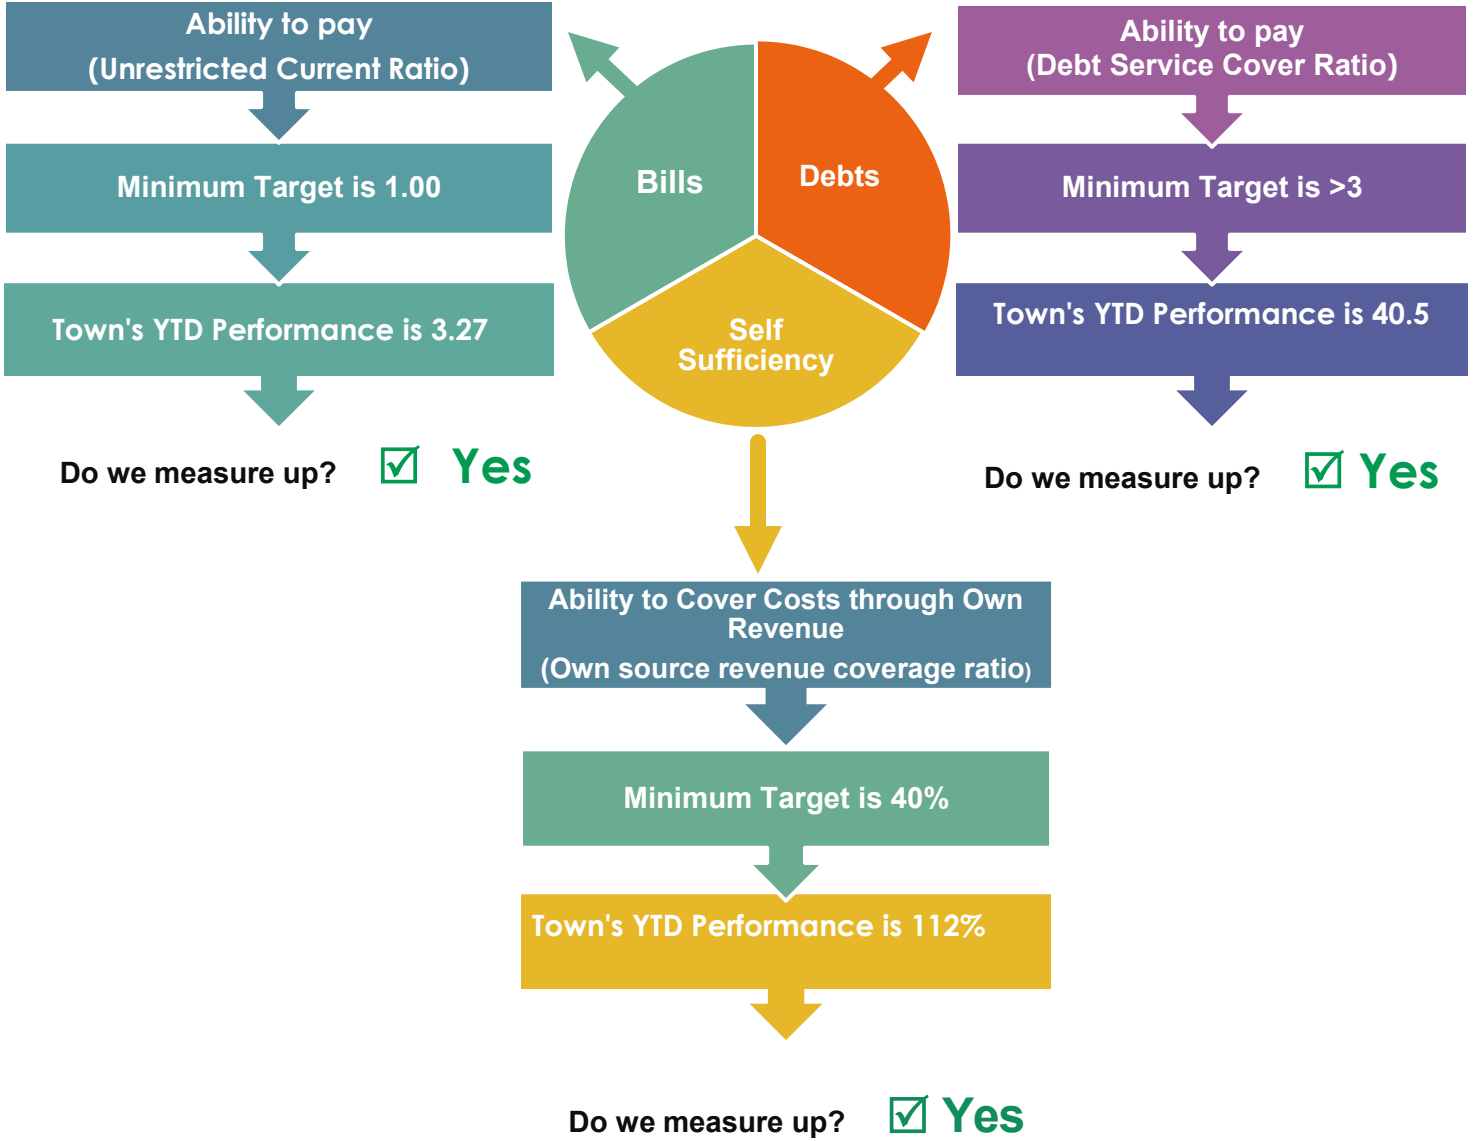 Ability to pay
(Unrestricted Current Ratio)
Minimum Target is 1.00
Town's YTD Performance is 3.27
Do we measure up? ☑ Yes
Bills
Debts
Self
Sufficiency
Ability to pay
(Debt Service Cover Ratio)
Minimum Target is >3
Town's YTD Performance is 40.5
Do we measure up? ☑ Yes
Ability to Cover Costs through Own
Revenue
(Own source revenue coverage ratio)
Minimum Target is 40%
Town's YTD Performance is 112%
Do we measure up? ☑ Yes